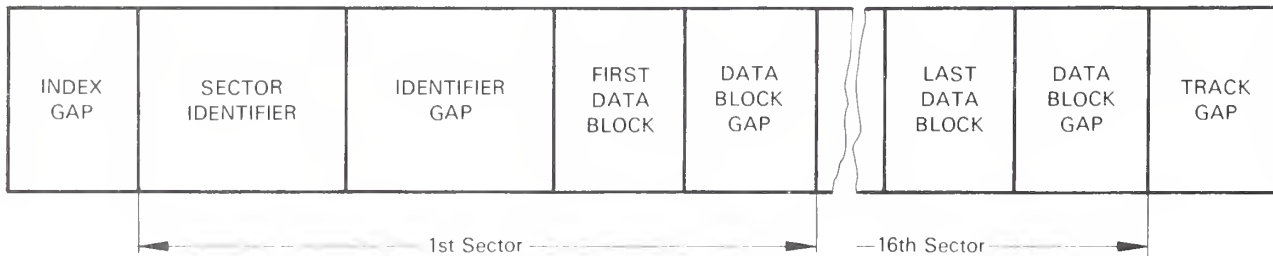 INDEX
GAP
SECTOR
IDENTIFIER
IDENTIFIER
GAP
FIRST
DATA
BLOCK
DATA
BLOCK
GAP
LAST
DATA
BLOCK
DATA
BLOCK
GAP
TRACK
GAP
1st Sector
16th Sector